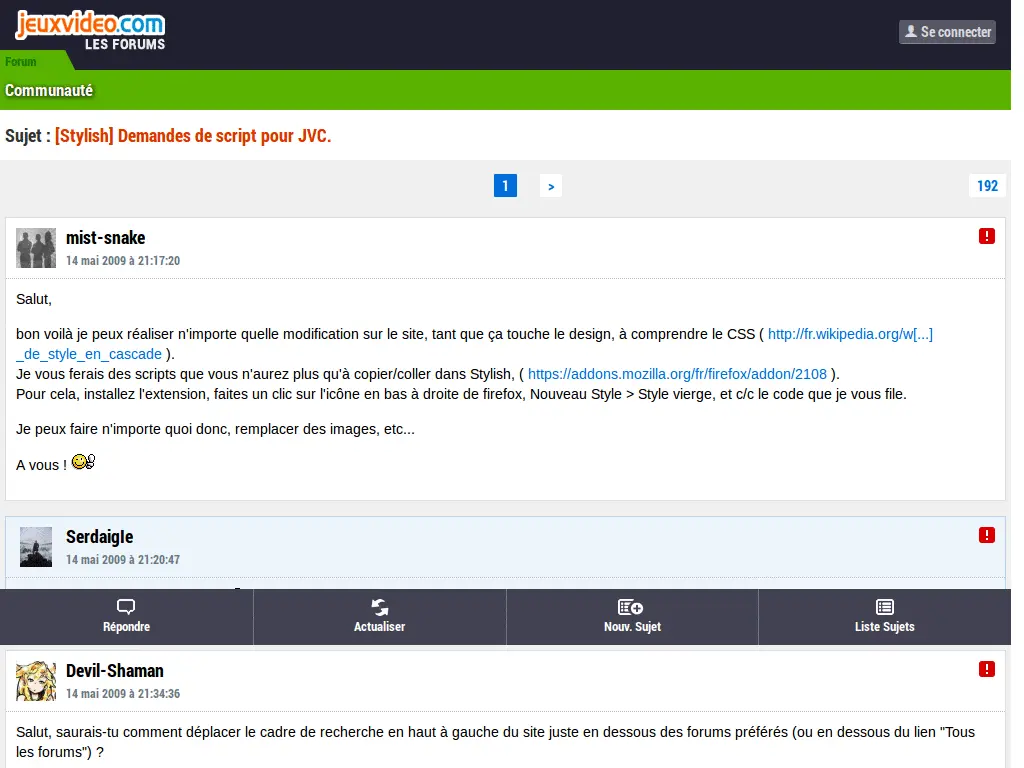 jeuxvideo.com
LES FORUMS
Se connecter
Forum
Communauté
Sujet : [Stylish] Demandes de script pour JVC.
1
>
192
mist-snake
14 mai 2009 à 21:17:20
Salut,
bon voilà je peux réaliser n'importe quelle modification sur le site, tant que ça touche le design, à comprendre le CSS ( http://fr.wikipedia.org/w[...]
_de_style_en_cascade ).
Je vous ferais des scripts que vous n'aurez plus qu'à copier/coller dans Stylish, ( https://addons.mozilla.org/fr/firefox/addon/2108 ).
Pour cela, installez l'extension, faites un clic sur l'icône en bas à droite de firefox, Nouveau Style > Style vierge, et c/c le code que je vous file.
Je peux faire n'importe quoi donc, remplacer des images, etc...
A vous !
Serdaigle
14 mai 2009 à 21:20:47
Répondre
Actualiser
Nouv. Sujet
Liste Sujets
Devil-Shaman
14 mai 2009 à 21:34:36
Salut, saurais-tu comment déplacer le cadre de recherche en haut à gauche du site juste en dessous des forums préférés (ou en dessous du lien "Tous
les forums") ?